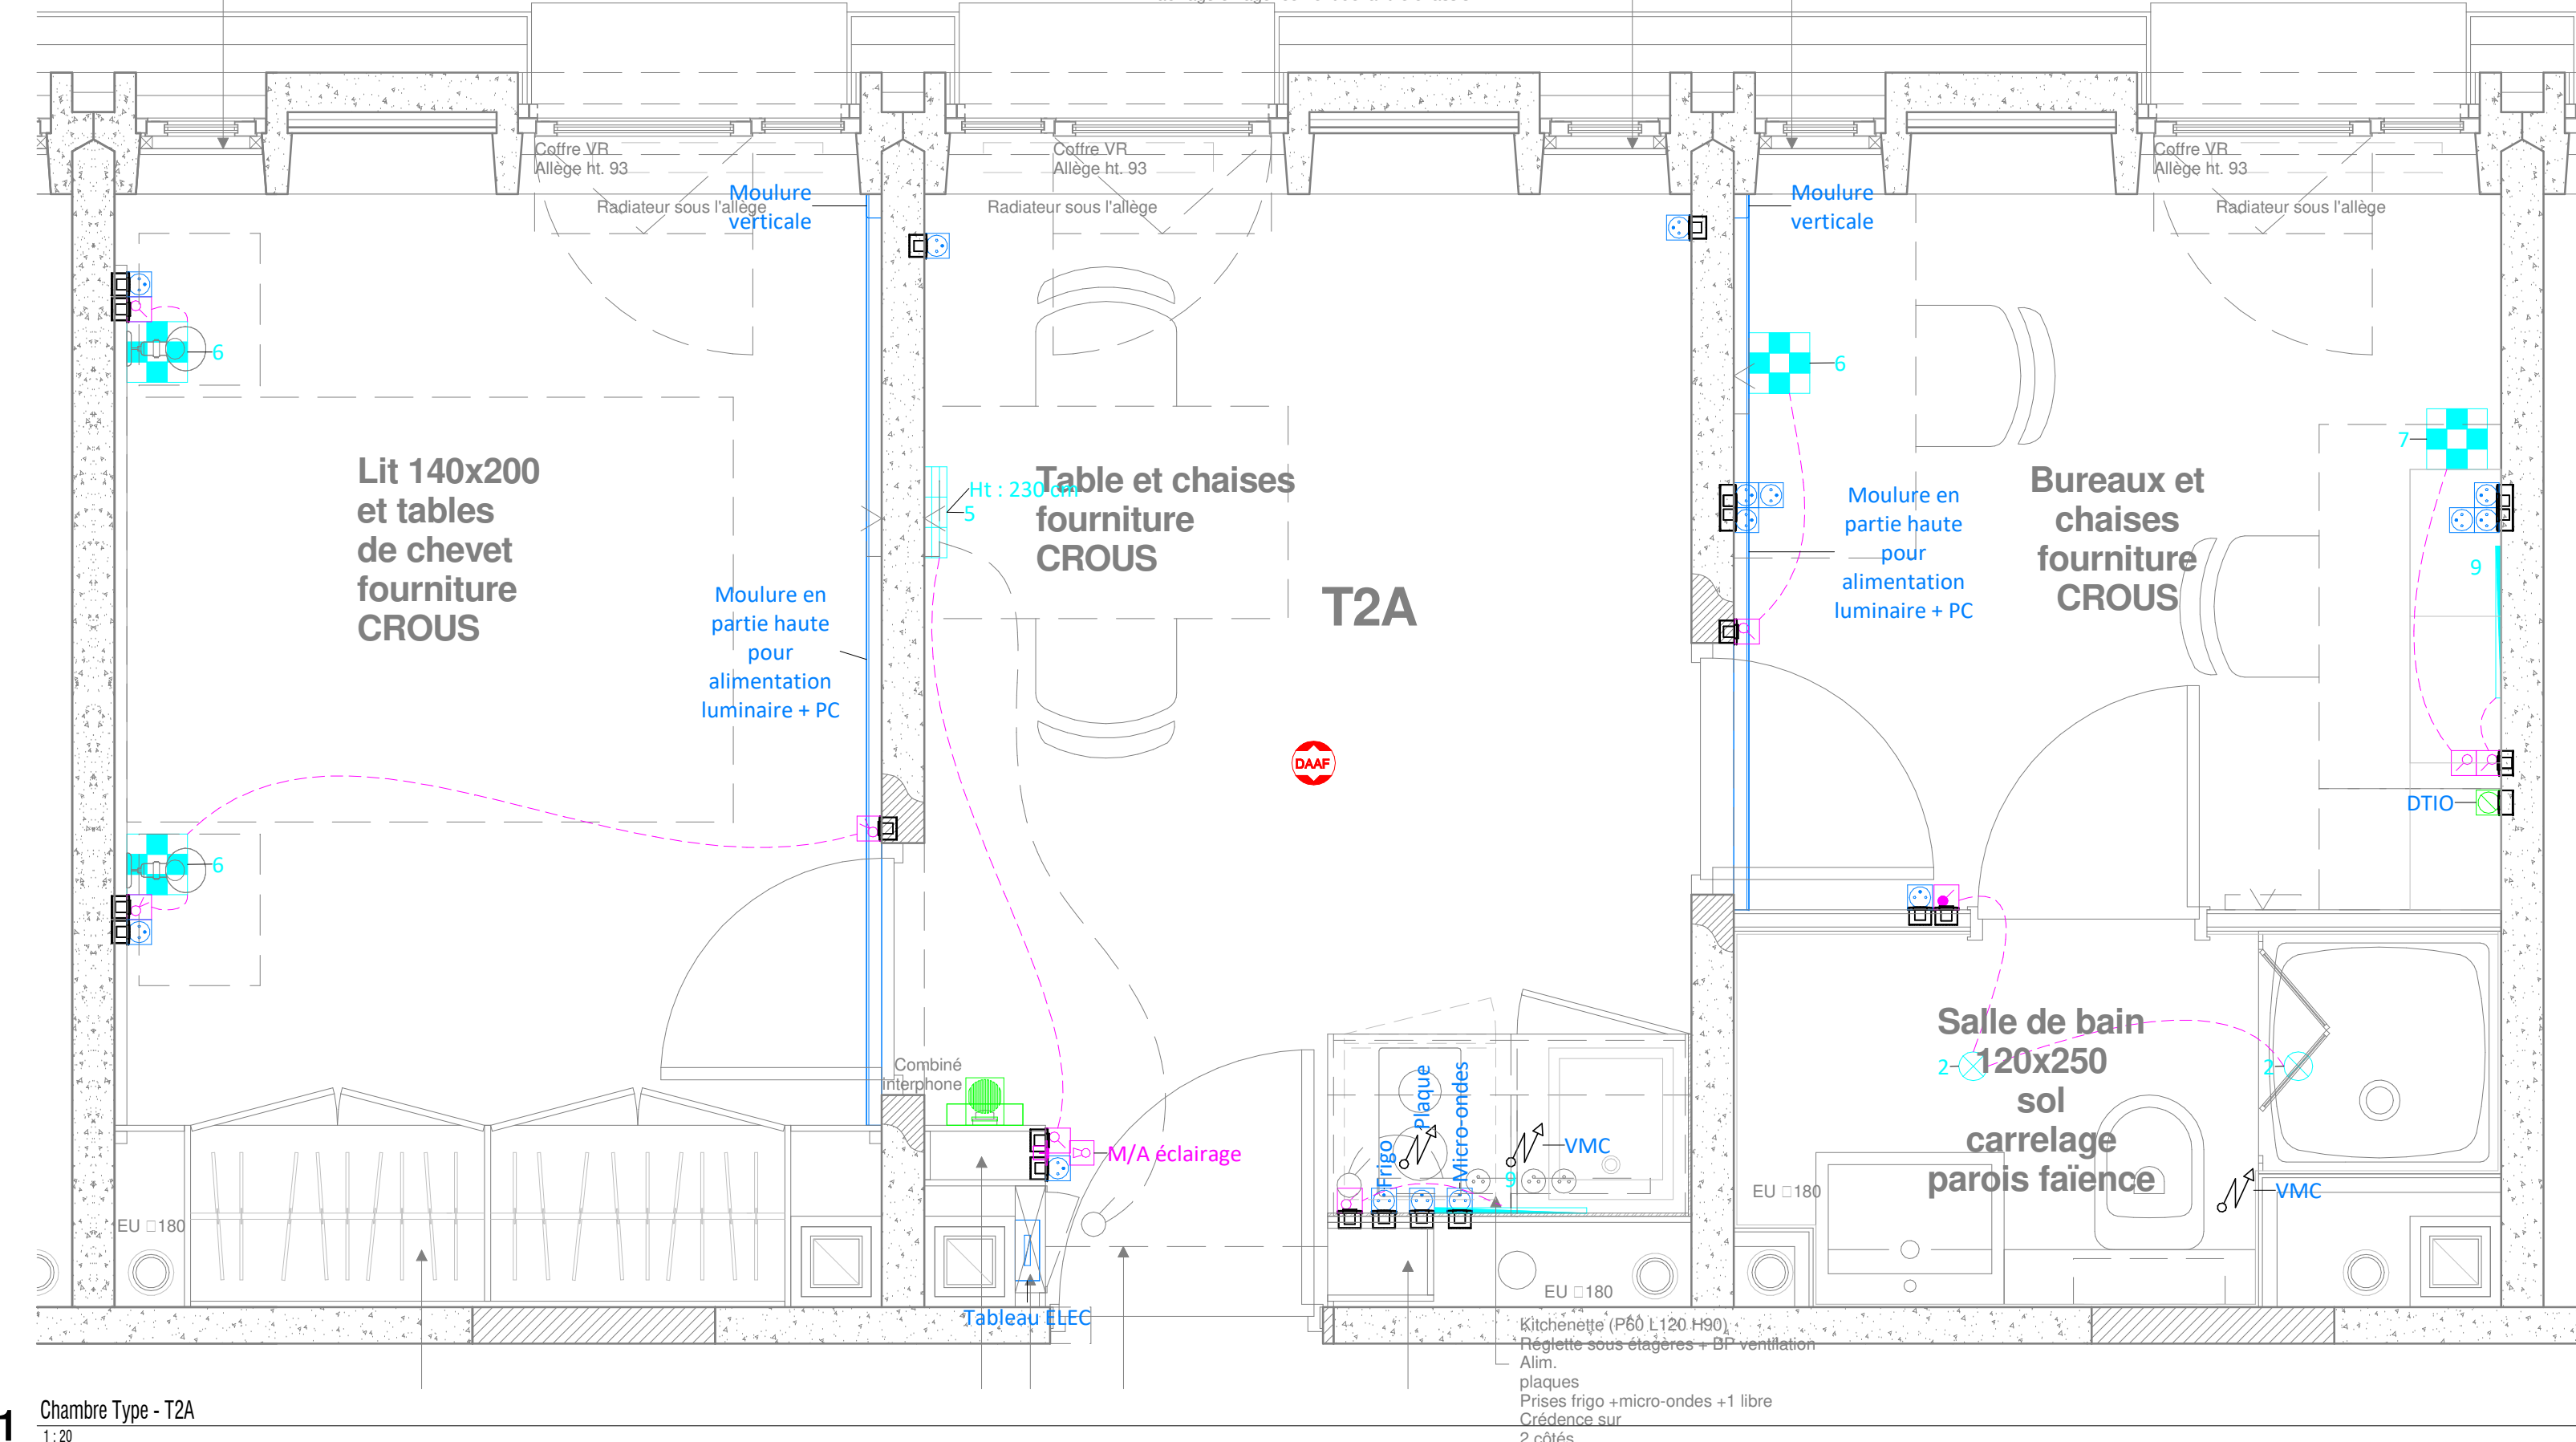 Coffre VR
Allège ht. 93
Radiateur sous l'allège
Moulure
verticale
Coffre VR
Allège ht. 93
Radiateur sous l'allège
Moulure
verticale
Coffre VR
Allège ht. 93
Radiateur sous l'allège
6
Lit 140x200
et tables
de chevet
fourniture
CROUS
Moulure en
partie haute
pour
alimentation
luminaire + PC
6
Ht : 230 cm
5
Table et chaises
fourniture
CROUS
T2A
DAAF
6
Moulure en
partie haute
pour
alimentation
luminaire + PC
Bureaux et
chaises
fourniture
CROUS
7
9
DTIO
Combiné
interphone
M/A éclairage
Frigo
Plaque
Micro-ondes
VMC
9
Salle de bain
120x250
sol
carrelage
parois faïence
2
2
EU □180
VMC
EU □180
EU □180
Tableau ELEC
Kitchenette (P60 L120 H90)
Réglette sous étagères + BP ventilation
Alim.
plaques
Prises frigo +micro-ondes +1 libre
Crédence sur
2 côtés
1
Chambre Type - T2A
1 : 20